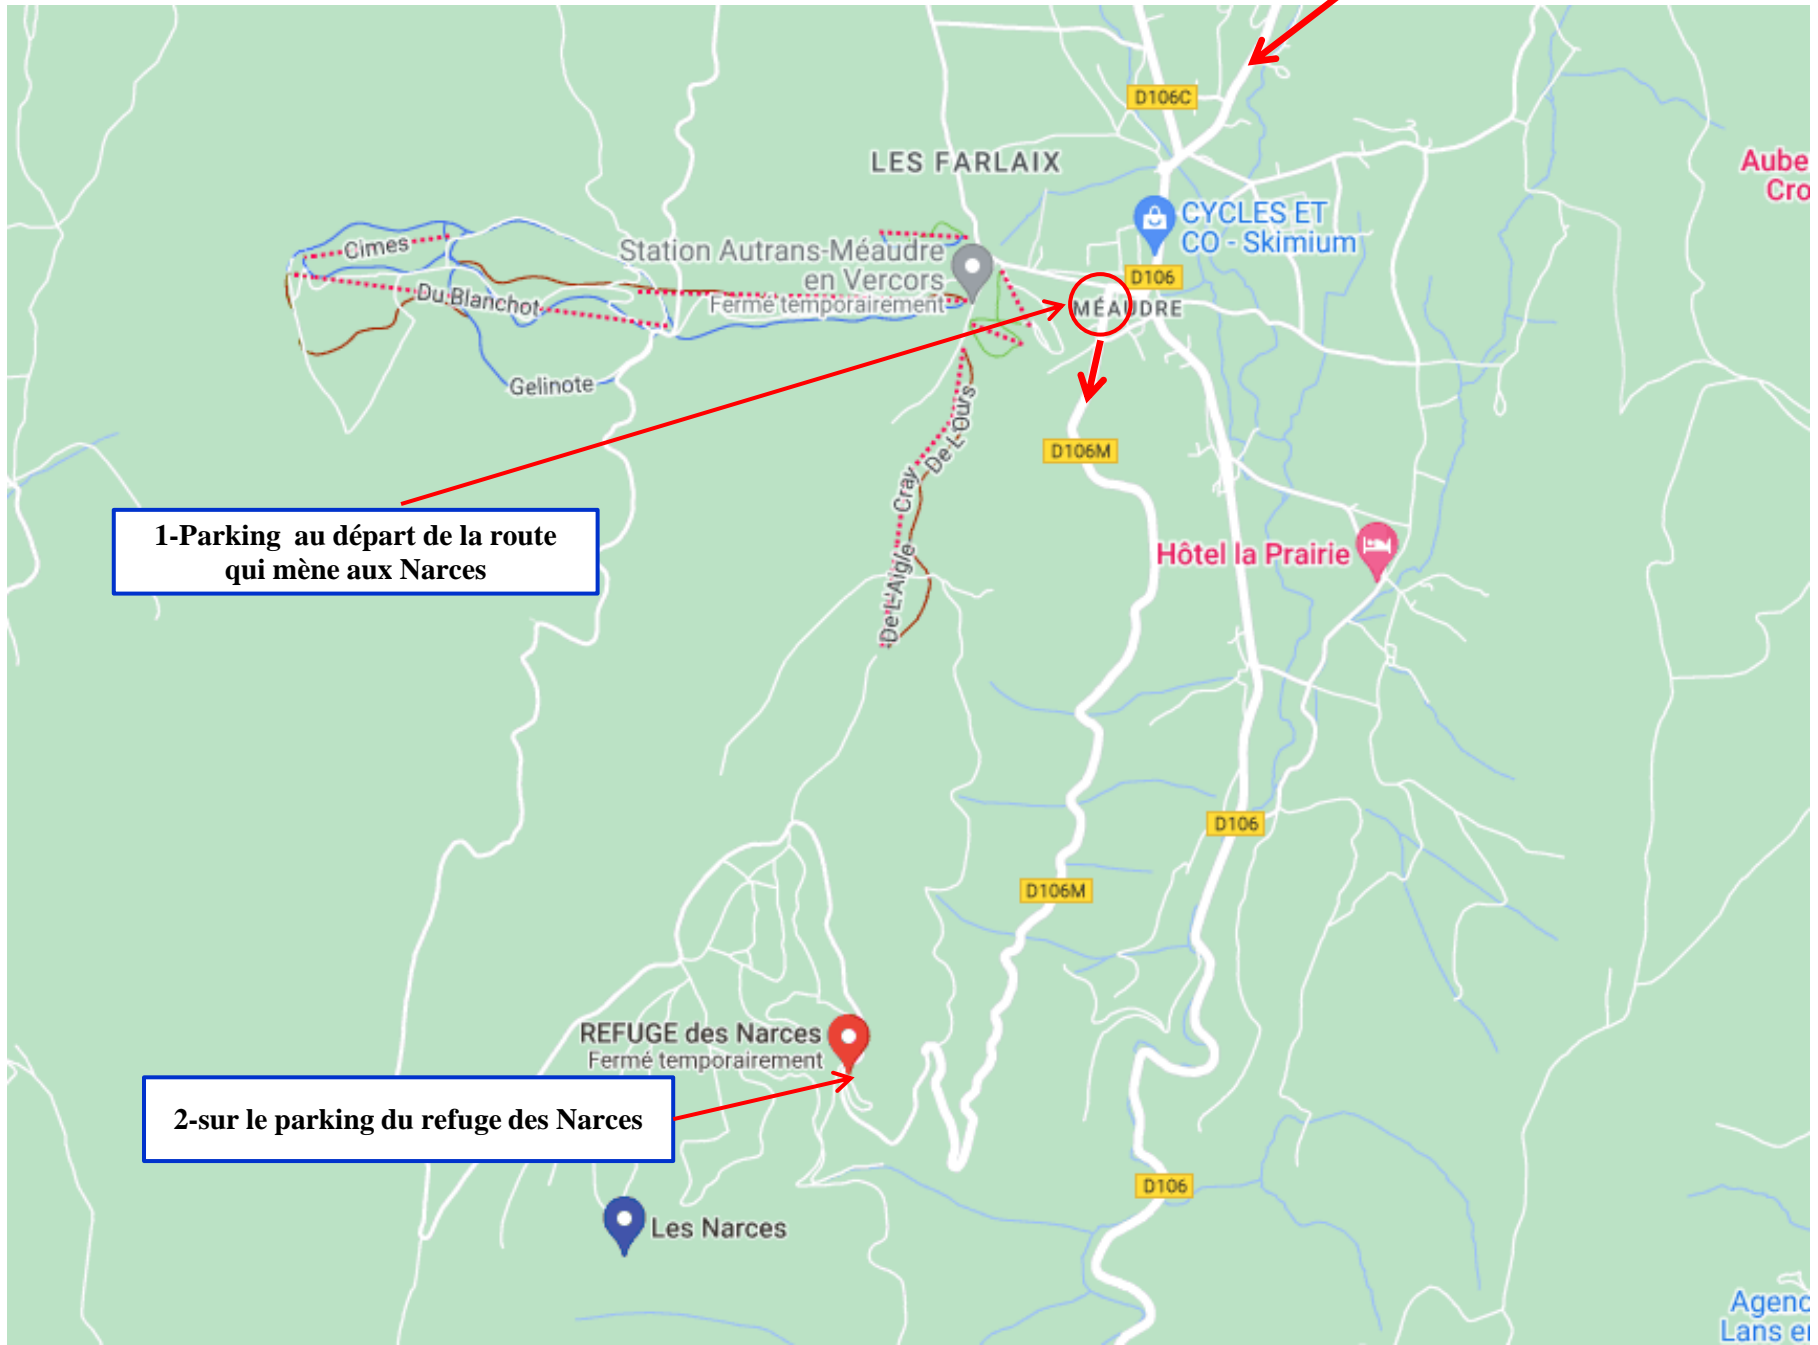 D106C
LES FARLAIX
Aube
Cro
CYCLES ET
CO - Skimium
Cimes
Station Autrans-Méaudre
en Vercors
Fermé temporairement
D106
Du Blanchot
MÉAUDRE
Gelinote
De L'Ours
D106M
Cray
1-Parking au départ de la route
qui mène aux Narces
Hôtel la Prairie
De L'Aigle
D106
D106M
REFUGE des Narces
Fermé temporairement
2-sur le parking du refuge des Narces
D106
Les Narces
Agenc
Lans en